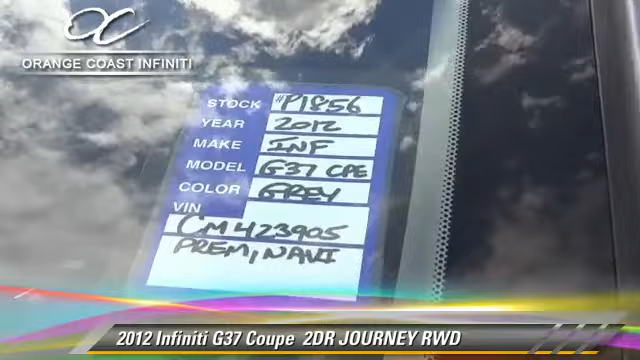 OC
ORANGE COAST INFINITI
STOCK #P1856
YEAR 2012
MAKE INF
MODEL G37 CPE
COLOR GREY
VIN
CM423905
PREM, NAVI
2012 Infiniti G37 Coupe 2DR JOURNEY RWD